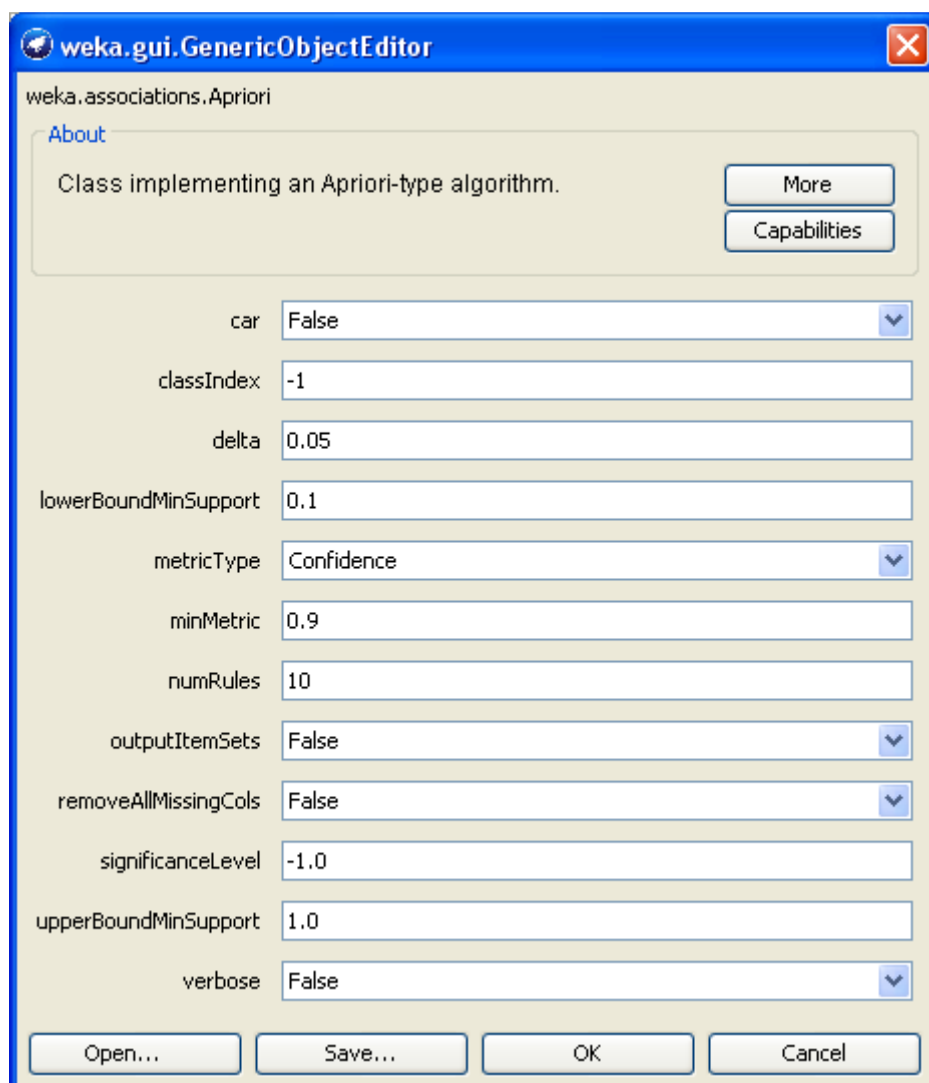 weka.gui.GenericObjectEditor
weka.associations.Apriori
About
Class implementing an Apriori-type algorithm.
More
Capabilities
car False
classIndex -1
delta 0.05
lowerBoundMinSupport 0.1
metricType Confidence
minMetric 0.9
numRules 10
outputItemSets False
removeAllMissingCols False
significanceLevel -1.0
upperBoundMinSupport 1.0
verbose False
Open... Save... OK Cancel